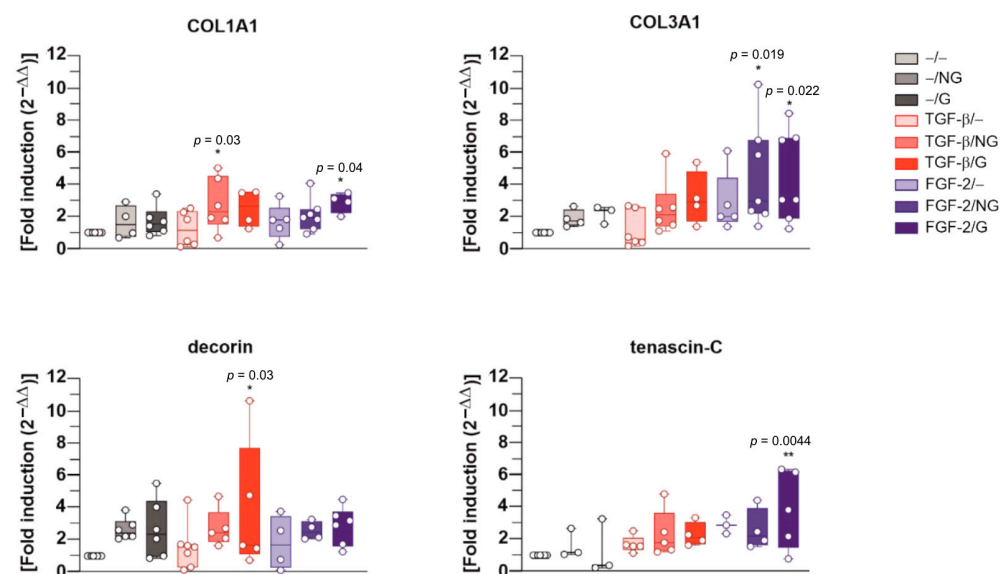 COL1A1
[Fold induction (2−ΔΔ)]
12
10
8
6
4
2
0
p = 0.03
*
p = 0.04
*
COL3A1
[Fold induction (2−ΔΔ)]
12
10
8
6
4
2
0
p = 0.019
*
p = 0.022
*
−/−
−/NG
−/G
TGF-β/−
TGF-β/NG
TGF-β/G
FGF-2/−
FGF-2/NG
FGF-2/G
decorin
[Fold induction (2−ΔΔ)]
12
10
8
6
4
2
0
p = 0.03
*
tenascin-C
[Fold induction (2−ΔΔ)]
12
10
8
6
4
2
0
p = 0.0044
**